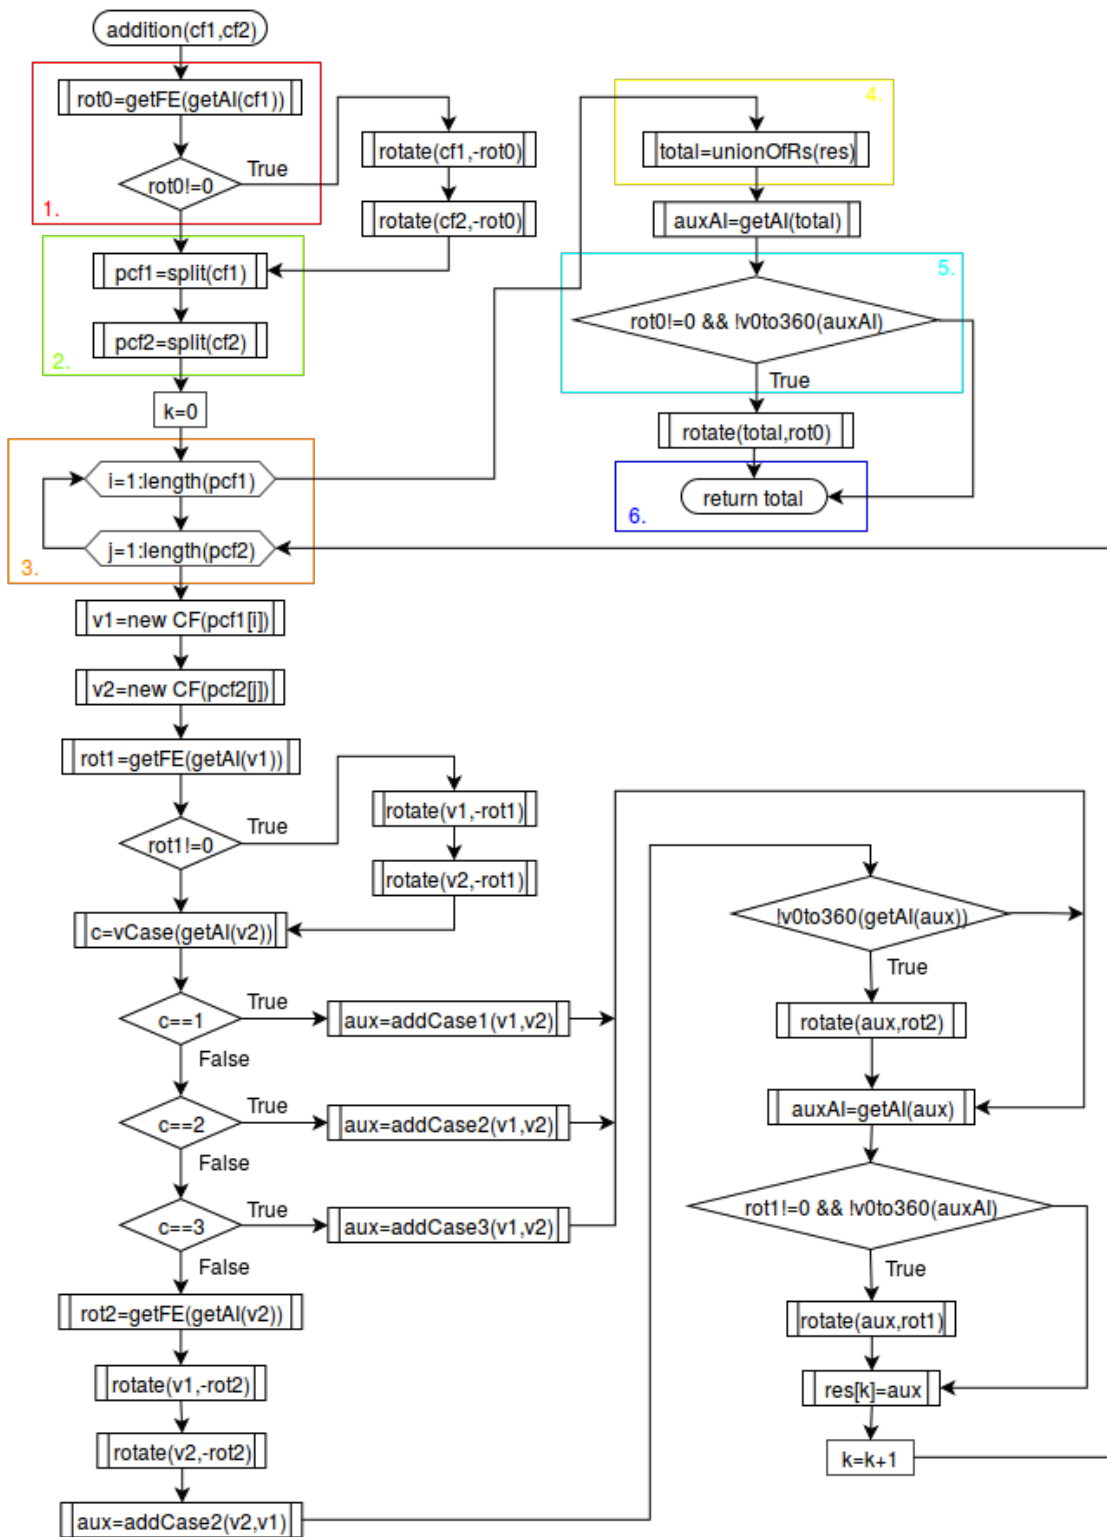 addition(cf1,cf2)
rot0=getFE(getAI(cf1))
rot0!=0
True
1.
rotate(cf1,-rot0)
rotate(cf2,-rot0)
pcf1=split(cf1)
pcf2=split(cf2)
2.
k=0
i=1:length(pcf1)
j=1:length(pcf2)
3.
4.
total=unionOfRs(res)
auxAI=getAI(total)
5.
rot0!=0 && !v0to360(auxAI)
True
rotate(total,rot0)
return total
6.
v1=new CF(pcf1[i])
v2=new CF(pcf2[j])
rot1=getFE(getAI(v1))
rot1!=0
True
rotate(v1,-rot1)
rotate(v2,-rot1)
c=vCase(getAI(v2))
c==1
True
aux=addCase1(v1,v2)
False
c==2
True
aux=addCase2(v1,v2)
False
c==3
True
aux=addCase3(v1,v2)
False
rot2=getFE(getAI(v2))
rotate(v1,-rot2)
rotate(v2,-rot2)
aux=addCase2(v2,v1)
!v0to360(getAI(aux))
True
rotate(aux,rot2)
auxAI=getAI(aux)
rot1!=0 && !v0to360(auxAI)
True
rotate(aux,rot1)
res[k]=aux
k=k+1